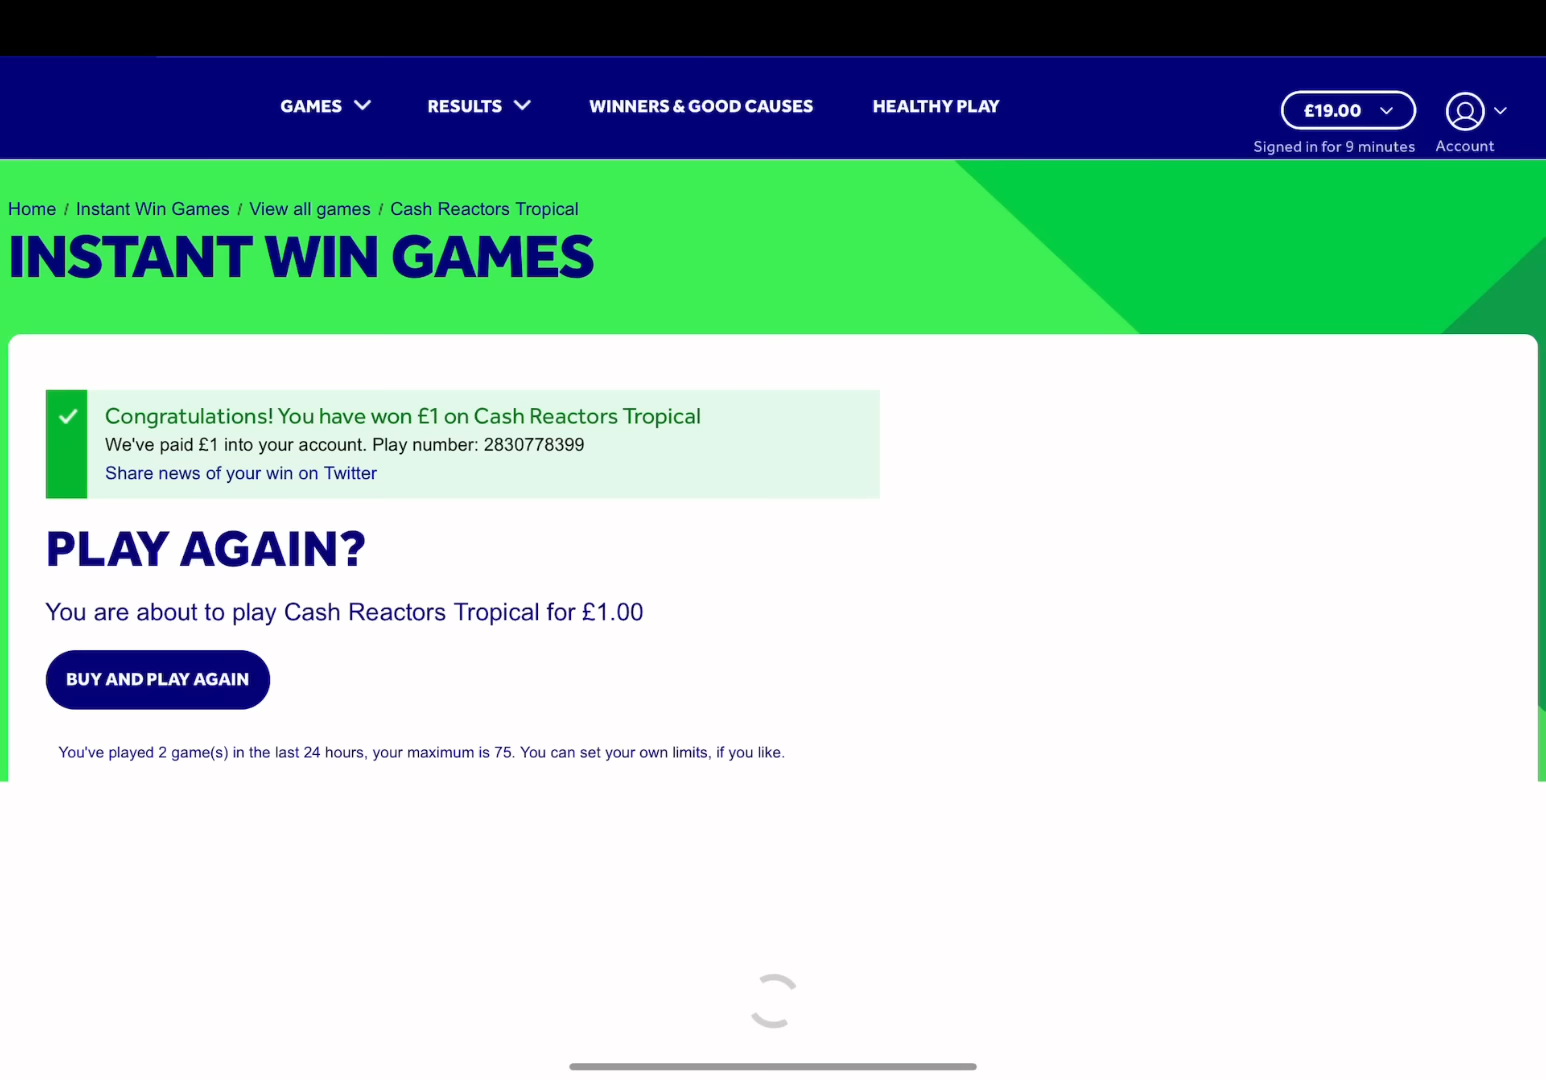 GAMES
RESULTS
WINNERS & GOOD CAUSES
HEALTHY PLAY
£19.00
Signed in for 9 minutes
Account
Home / Instant Win Games / View all games / Cash Reactors Tropical
INSTANT WIN GAMES
Congratulations! You have won £1 on Cash Reactors Tropical
We've paid £1 into your account. Play number: 2830778399
Share news of your win on Twitter
PLAY AGAIN?
You are about to play Cash Reactors Tropical for £1.00
BUY AND PLAY AGAIN
You've played 2 game(s) in the last 24 hours, your maximum is 75. You can set your own limits, if you like.